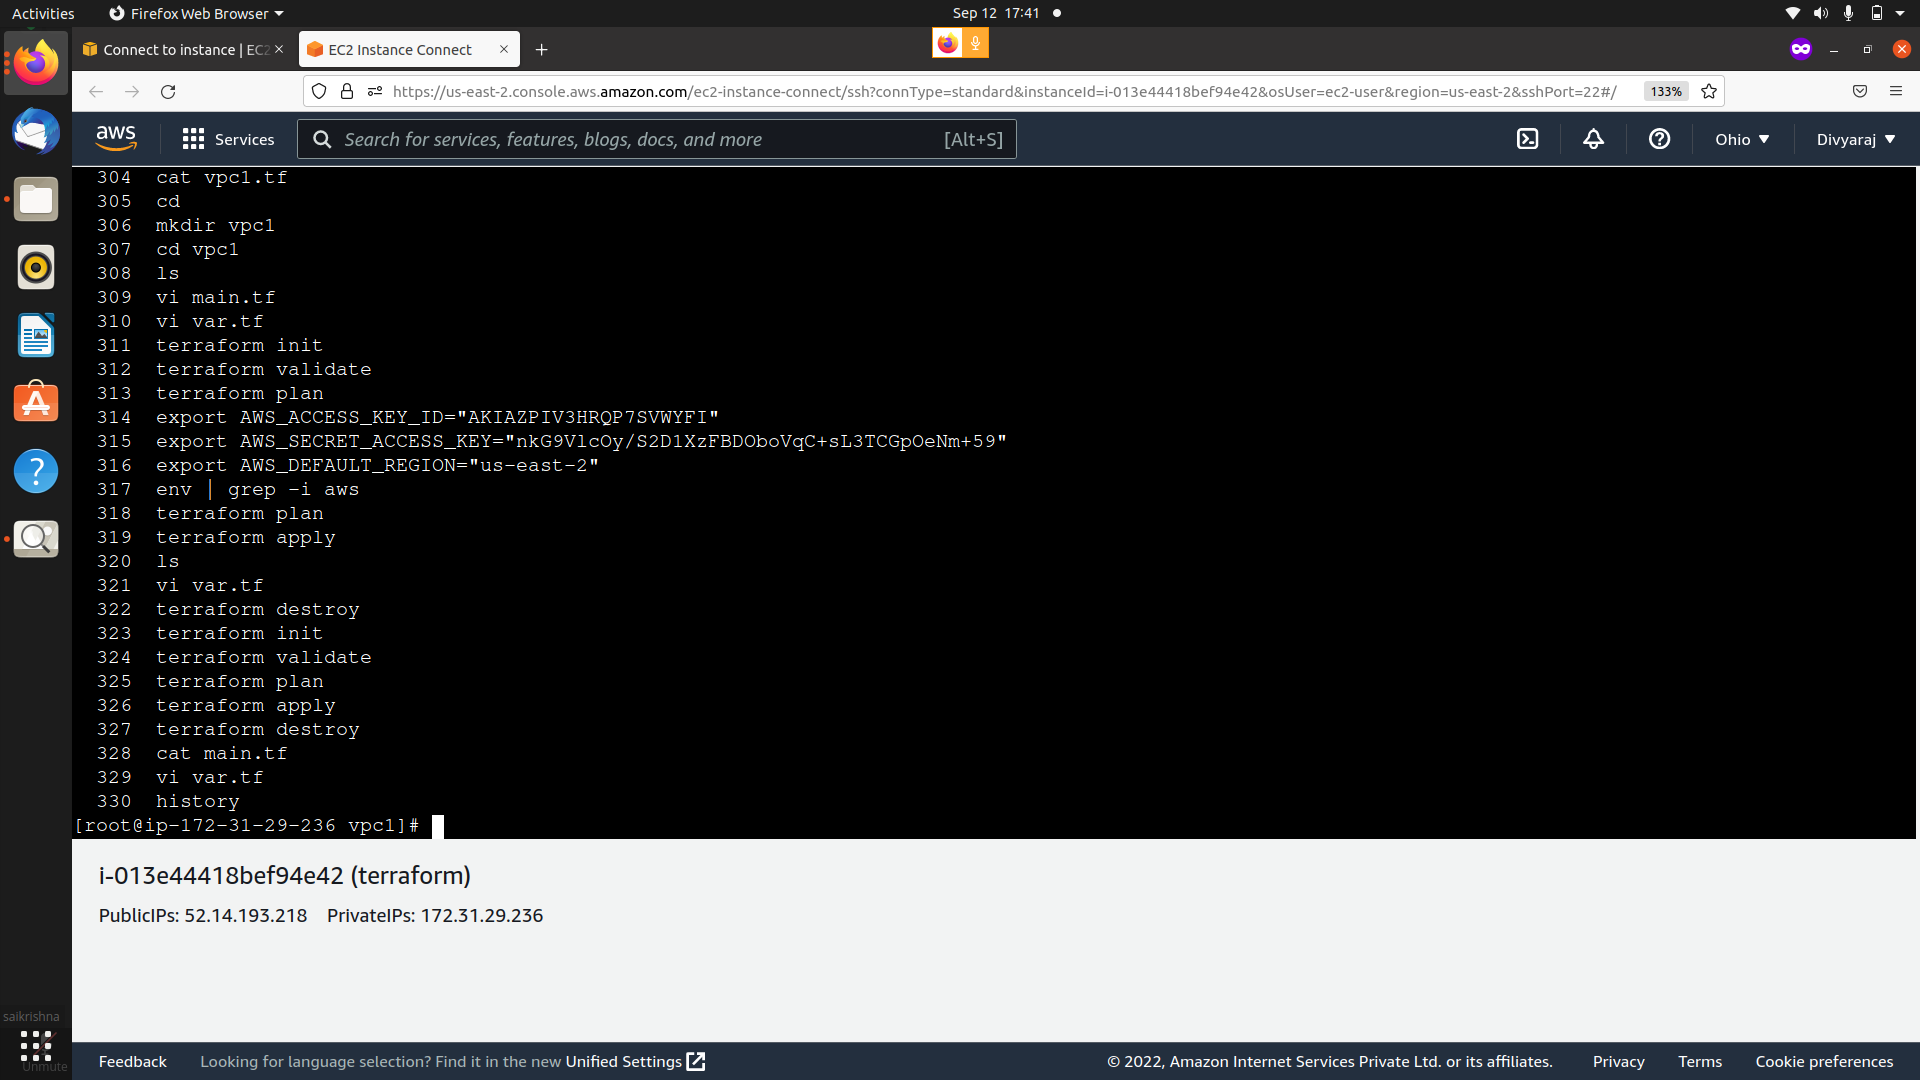 Activities
Firefox Web Browser
Sep 12 17:41
Connect to instance | EC2
EC2 Instance Connect
https://us-east-2.console.aws.amazon.com/ec2-instance-connect/ssh?connType=standard&instanceId=i-013e44418bef94e42&osUser=ec2-user&region=us-east-2&sshPort=22#/
133%
aws
Services
Search for services, features, blogs, docs, and more
[Alt+S]
Ohio
Divyaraj
304 cat vpc1.tf
305 cd
306 mkdir vpc1
307 cd vpc1
308 ls
309 vi main.tf
310 vi var.tf
311 terraform init
312 terraform validate
313 terraform plan
314 export AWS_ACCESS_KEY_ID="AKIAZPIV3HRQP7SVWYFI"
315 export AWS_SECRET_ACCESS_KEY="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"
316 export AWS_DEFAULT_REGION="us-east-2"
317 env | grep -i aws
318 terraform plan
319 terraform apply
320 ls
321 vi var.tf
322 terraform destroy
323 terraform init
324 terraform validate
325 terraform plan
326 terraform apply
327 terraform destroy
328 cat main.tf
329 vi var.tf
330 history
[root@ip-172-31-29-236 vpc1]#
i-013e44418bef94e42 (terraform)
PublicIPs: 52.14.193.218 PrivateIPs: 172.31.29.236
saikrishna
Unmute
Feedback
Looking for language selection? Find it in the new Unified Settings
© 2022, Amazon Internet Services Private Ltd. or its affiliates.
Privacy
Terms
Cookie preferences